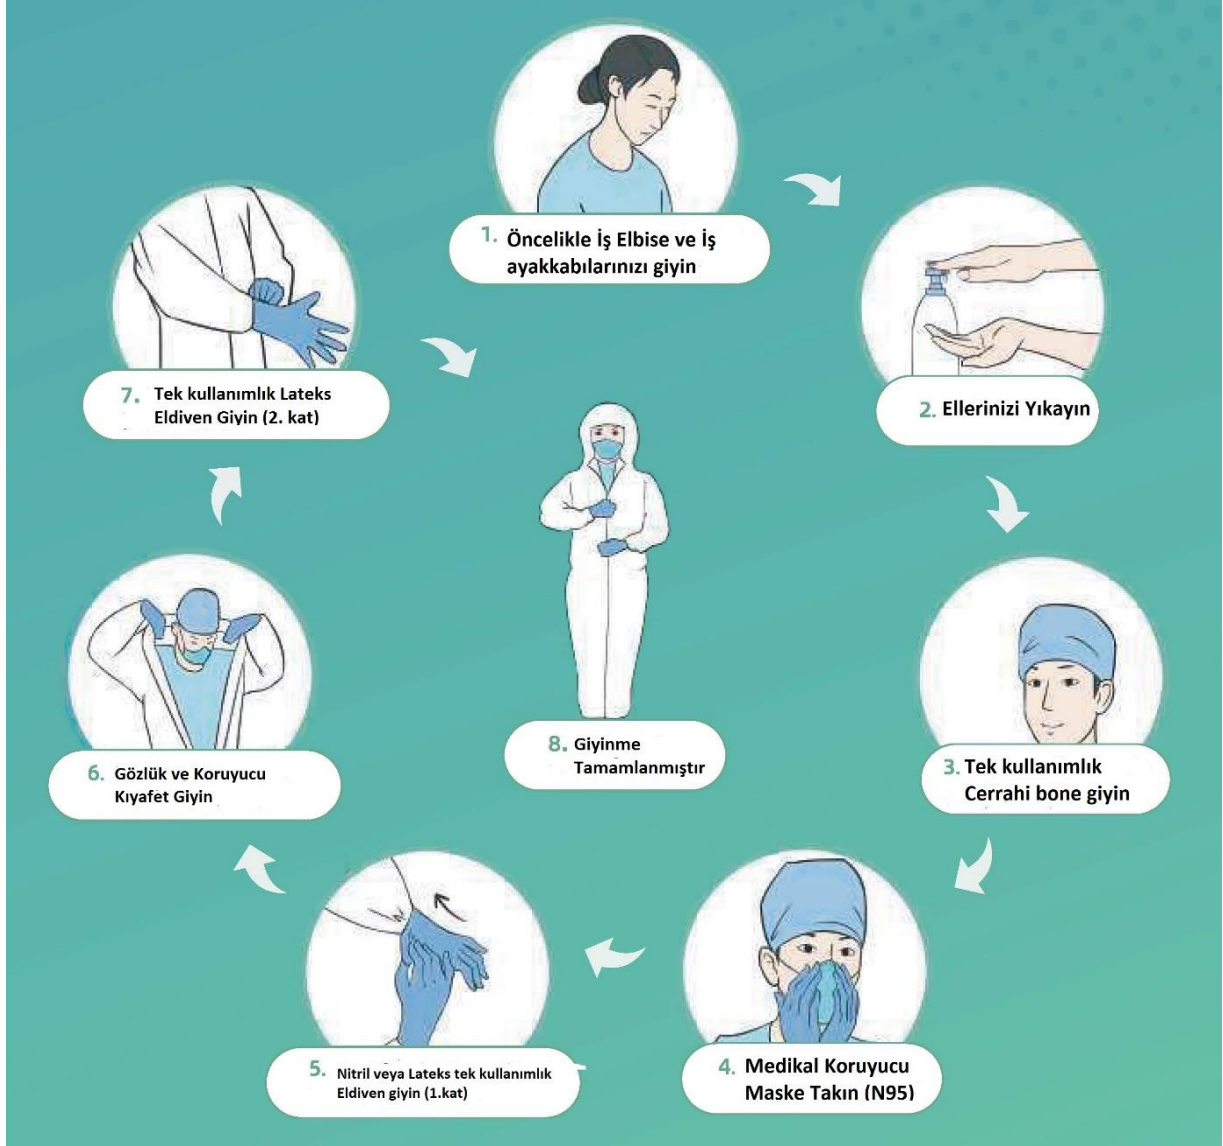 1. Öncelikle İş Elbise ve İş
ayakkabılarınızı giyin
2. Ellerinizi Yıkayın
3. Tek kullanımlık
Cerrahi bone giyin
4. Medikal Koruyucu
Maske Takın (N95)
5. Nitril veya Lateks tek kullanımlık
Eldiven giyin (1.kat)
6. Gözlük ve Koruyucu
Kıyafet Giyin
7. Tek kullanımlık Lateks
Eldiven Giyin (2. kat)
8. Giyinme
Tamamlanmıştır